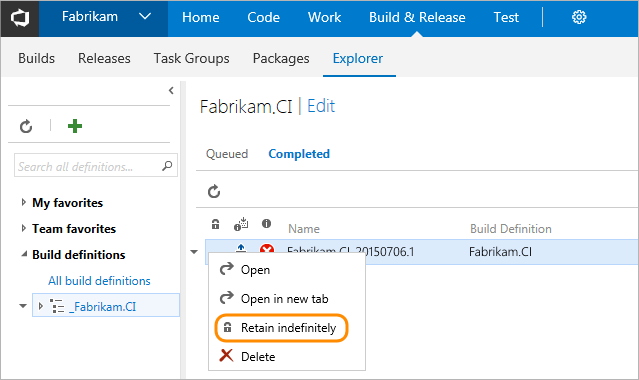 Fabrikam Home Code Work Build & Release Test
Builds Releases Task Groups Packages Explorer
Fabrikam.CI | Edit
Search all definitions...
Queued Completed
My favorites
Team favorites
Build definitions
All build definitions
_Fabrikam.CI
Name Build Definition
Fabrikam.CI_20150706.1 Fabrikam.CI
Open
Open in new tab
Retain indefinitely
Delete